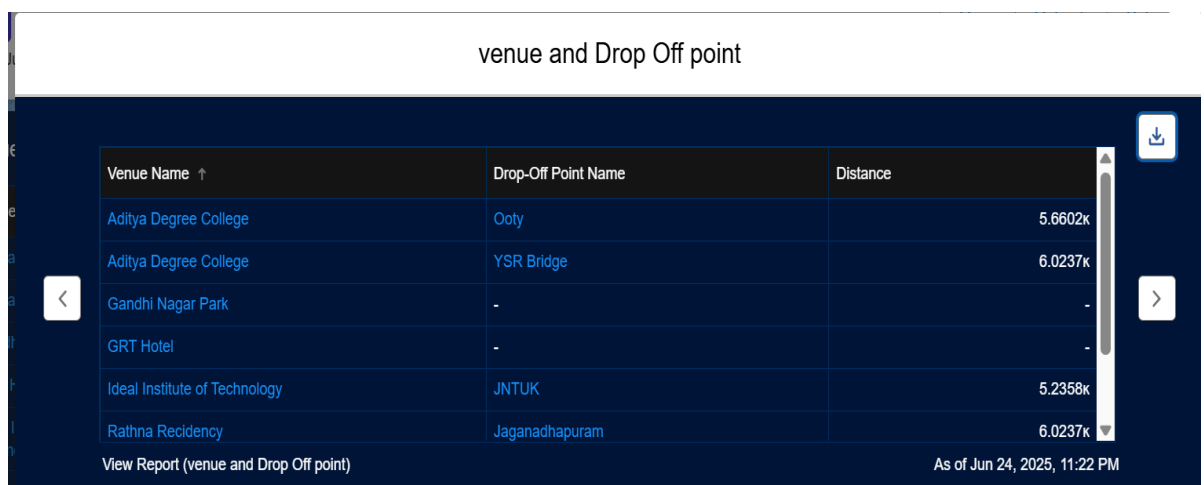 venue and Drop Off point
Venue Name ↑ Drop-Off Point Name Distance
Aditya Degree College Ooty 5.6602K
Aditya Degree College YSR Bridge 6.0237K
Gandhi Nagar Park - -
GRT Hotel - -
Ideal Institute of Technology JNTUK 5.2358K
Rathna Recidency Jaganadhapuram 6.0237K
View Report (venue and Drop Off point) As of Jun 24, 2025, 11:22 PM